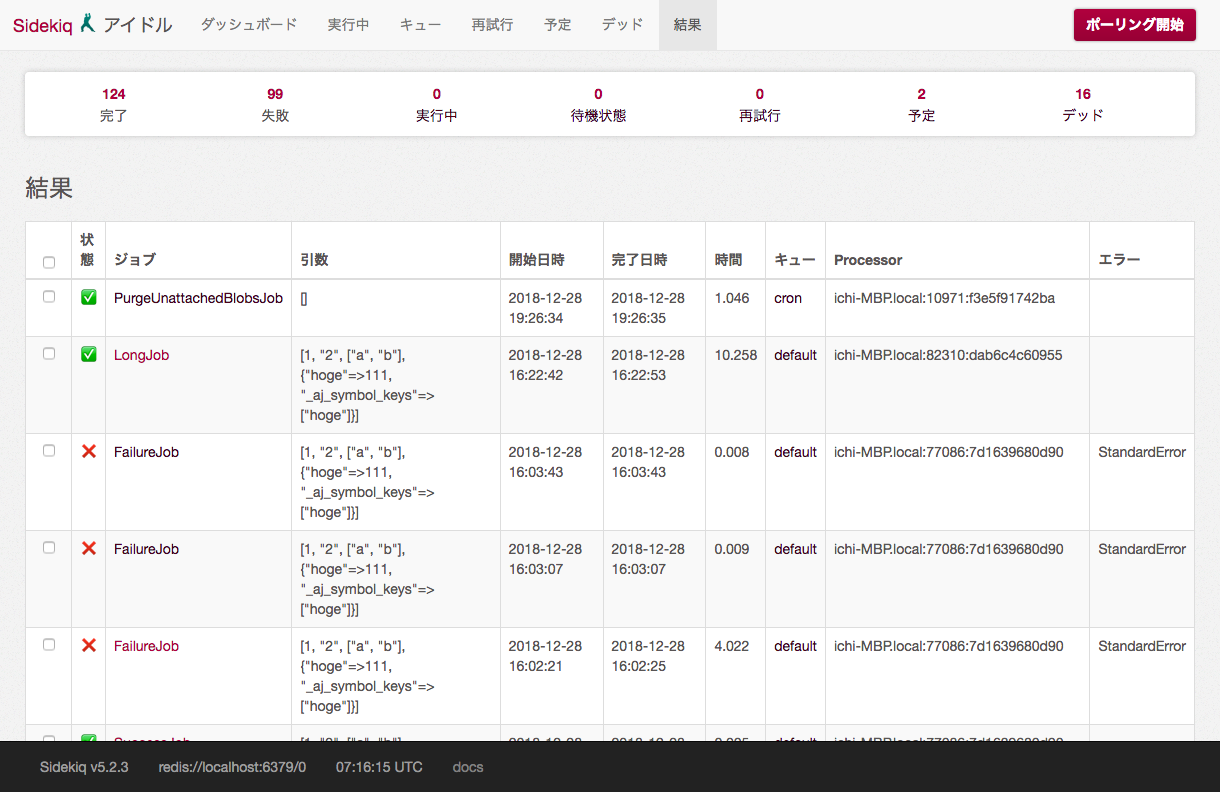 Sidekiq アイドル ダッシュボード 実行中 キュー 再試行 予定 デッド 結果 ポーリング開始
124 99 0 0 0 2 16
完了 失敗 実行中 待機状態 再試行 予定 デッド
結果
状
態 ジョブ 引数 開始日時 完了日時 時間 キュー Processor エラー
PurgeUnattachedBlobsJob [] 2018-12-28 2018-12-28 1.046 cron ichi-MBP.local:10971:f3e5f91742ba
19:26:34 19:26:35
LongJob [1, "2", ["a", "b"], 2018-12-28 2018-12-28 10.258 default ichi-MBP.local:82310:dab6c4c60955
{"hoge"=>111, 16:22:42 16:22:53
"_aj_symbol_keys"=>
["hoge"]}]
FailureJob [1, "2", ["a", "b"], 2018-12-28 2018-12-28 0.008 default ichi-MBP.local:77086:7d1639680d90 StandardError
{"hoge"=>111, 16:03:43 16:03:43
"_aj_symbol_keys"=>
["hoge"]}]
FailureJob [1, "2", ["a", "b"], 2018-12-28 2018-12-28 0.009 default ichi-MBP.local:77086:7d1639680d90 StandardError
{"hoge"=>111, 16:03:07 16:03:07
"_aj_symbol_keys"=>
["hoge"]}]
FailureJob [1, "2", ["a", "b"], 2018-12-28 2018-12-28 4.022 default ichi-MBP.local:77086:7d1639680d90 StandardError
{"hoge"=>111, 16:02:21 16:02:25
"_aj_symbol_keys"=>
["hoge"]}]
Sidekiq v5.2.3 redis://localhost:6379/0 07:16:15 UTC docs